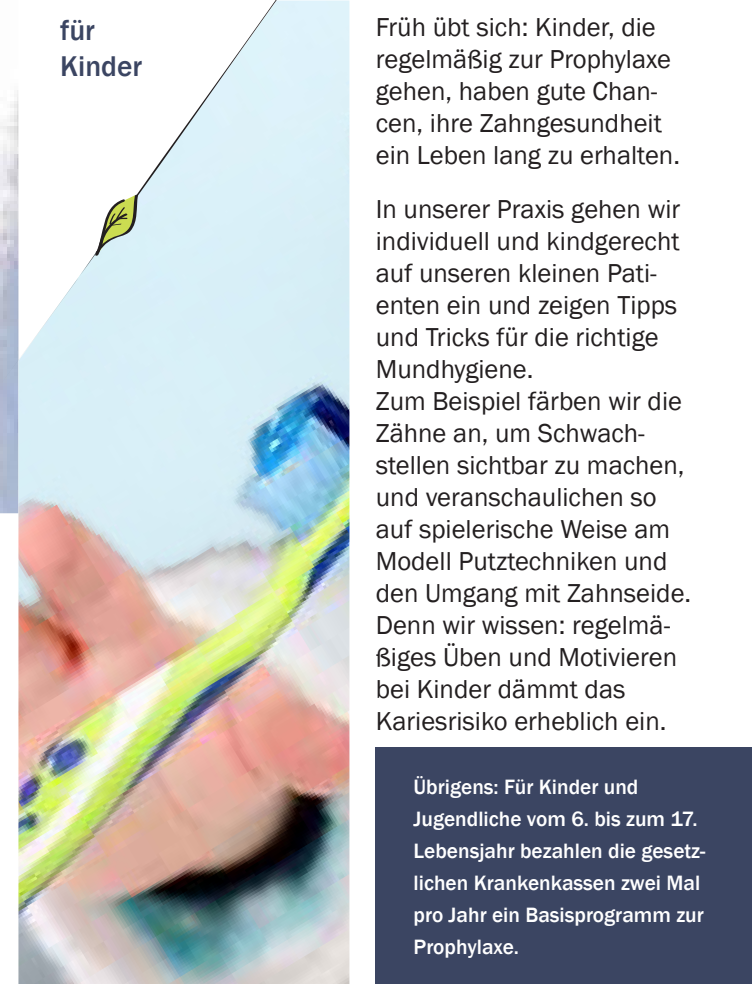 für
Kinder
Früh übt sich: Kinder, die
regelmäßig zur Prophylaxe
gehen, haben gute Chan-
cen, ihre Zahngesundheit
ein Leben lang zu erhalten.
In unserer Praxis gehen wir
individuell und kindgerecht
auf unseren kleinen Pati-
enten ein und zeigen Tipps
und Tricks für die richtige
Mundhygiene.
Zum Beispiel färben wir die
Zähne an, um Schwach-
stellen sichtbar zu machen,
und veranschaulichen so
auf spielerische Weise am
Modell Putztechniken und
den Umgang mit Zahnseide.
Denn wir wissen: regelmä-
ßiges Üben und Motivieren
bei Kinder dämmt das
Kariesrisiko erheblich ein.
Übrigens: Für Kinder und
Jugendliche vom 6. bis zum 17.
Lebensjahr bezahlen die gesetz-
lichen Krankenkassen zwei Mal
pro Jahr ein Basisprogramm zur
Prophylaxe.